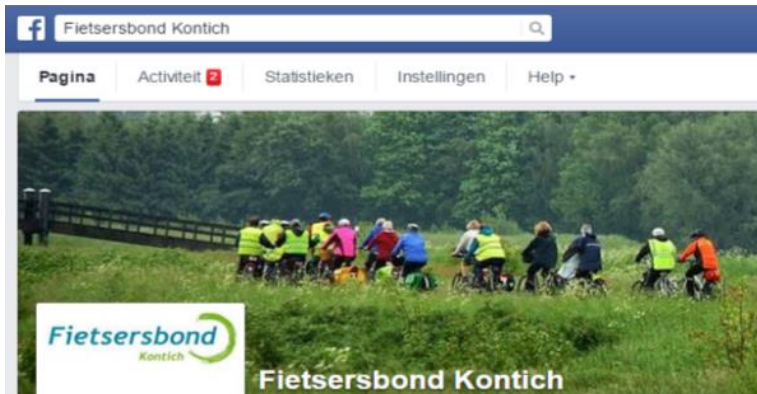 f Fietsersbond Kontich
Pagina Activiteit 2 Statistieken Instellingen Help
Fietsersbond
Kontich
Fietsersbond Kontich